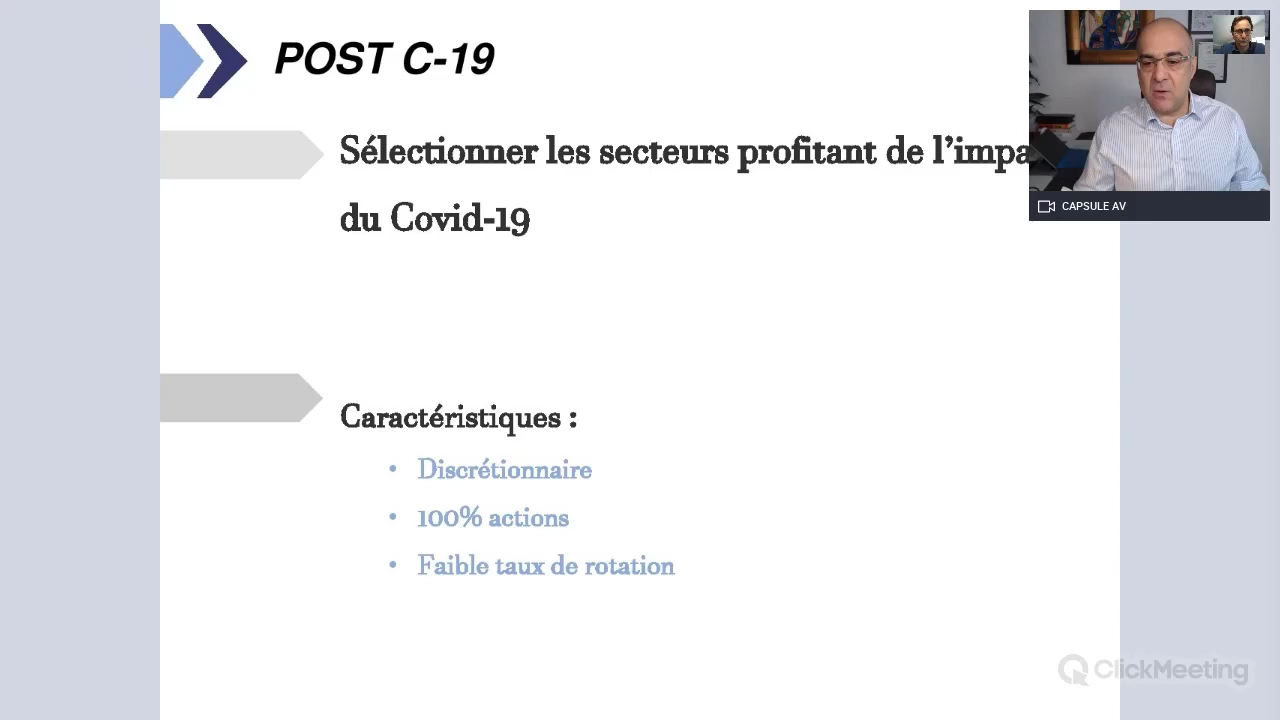 POST C-19
Sélectionner les secteurs profitant de l’impa
du Covid-19
CAPSULE AV
Caractéristiques :
• Discrétionnaire
• 100% actions
• Faible taux de rotation
ClickMeeting